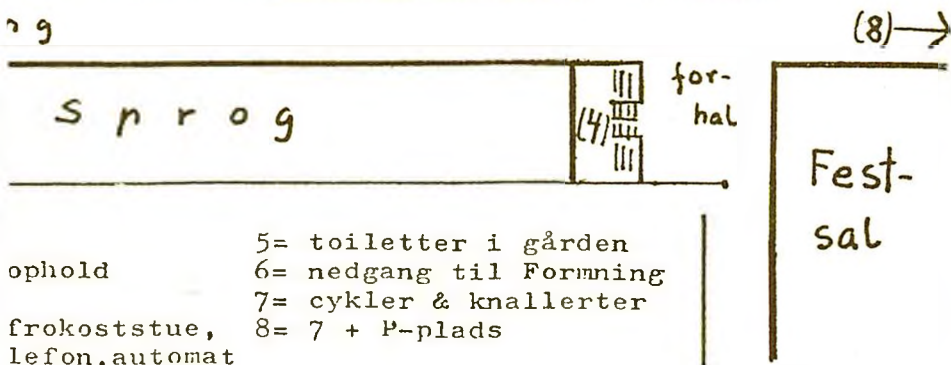 (8)
Sprog
(4)
for-
hal
Fest-
sal
5= toiletter i gården
ophold 6= nedgang til Formning
7= cykler & knallerter
frokoststue, 8= 7 + P-plads
lefon,automat